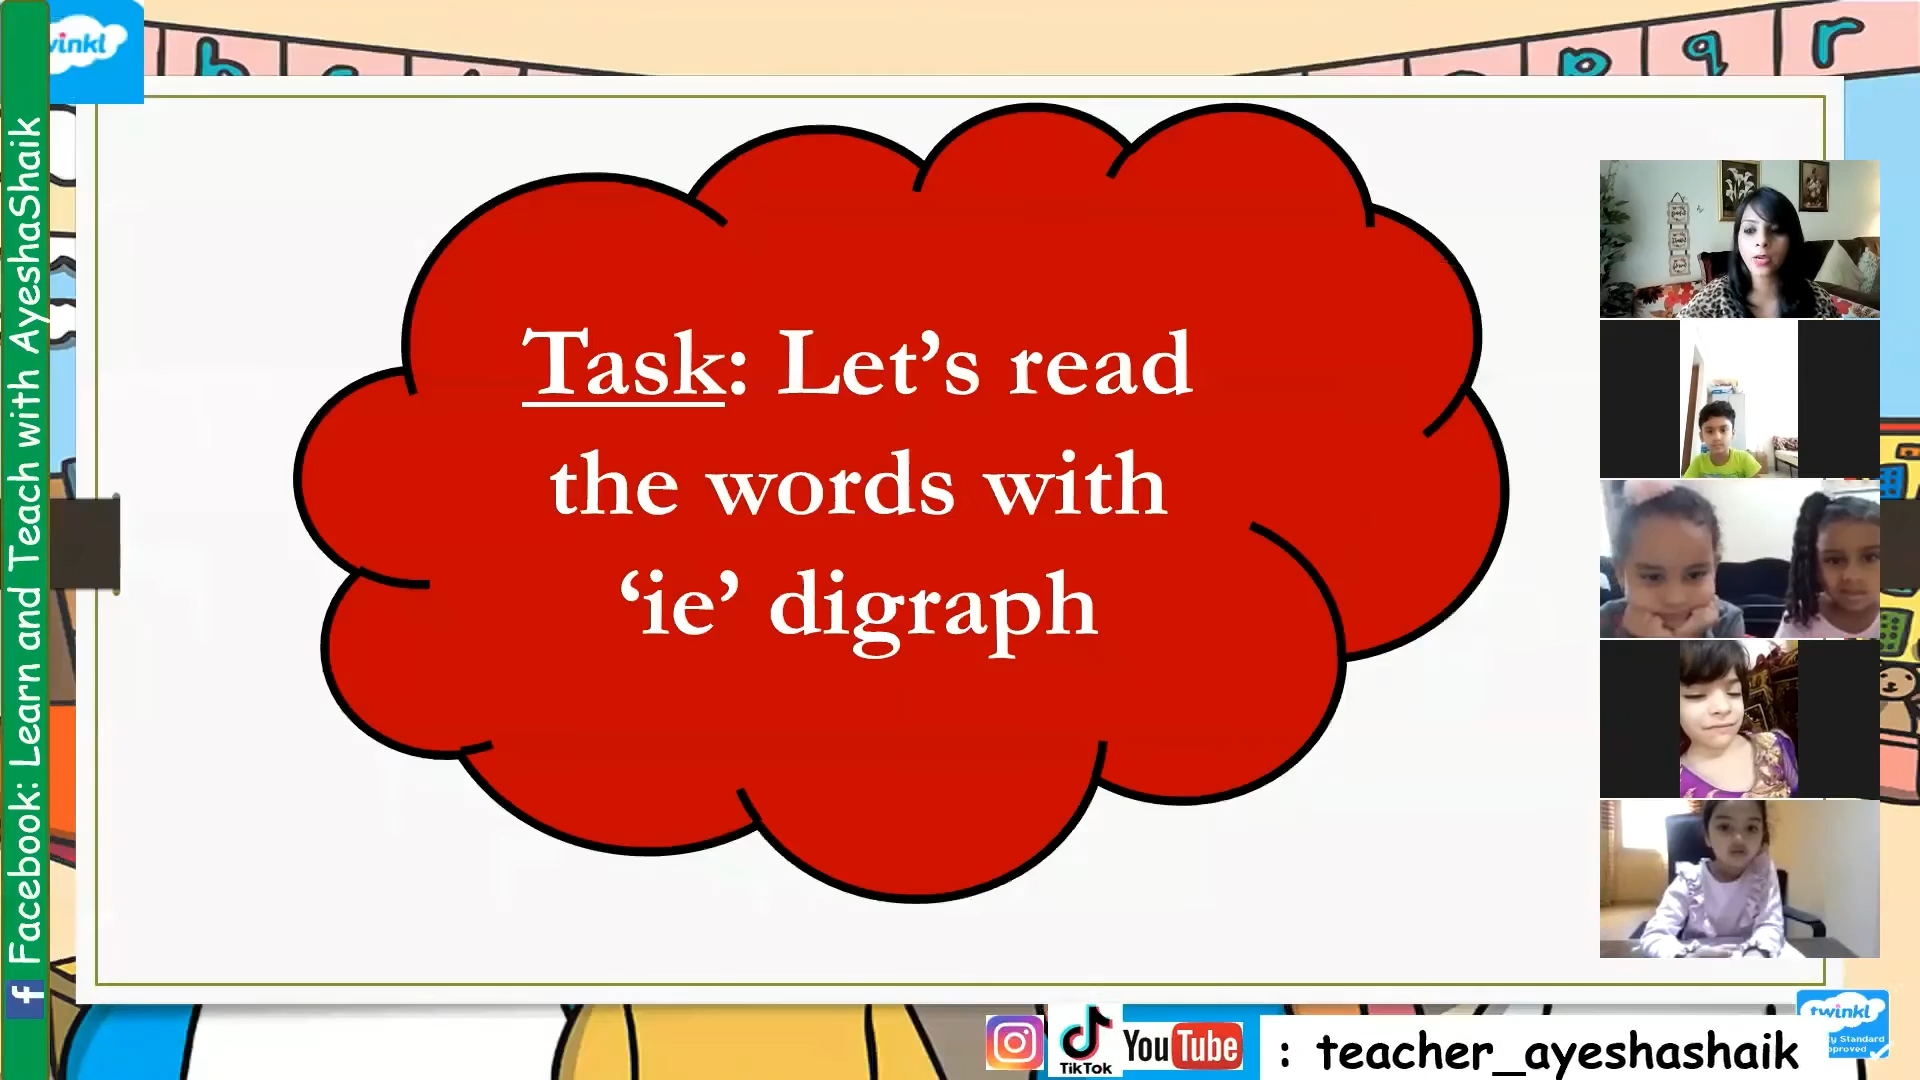 Task: Let's read
the words with
'ie' digraph
Facebook: Learn and Teach with AyeshaShaik
p q r
TikTok
YouTube
: teacher_ayeshashaik
twinkl